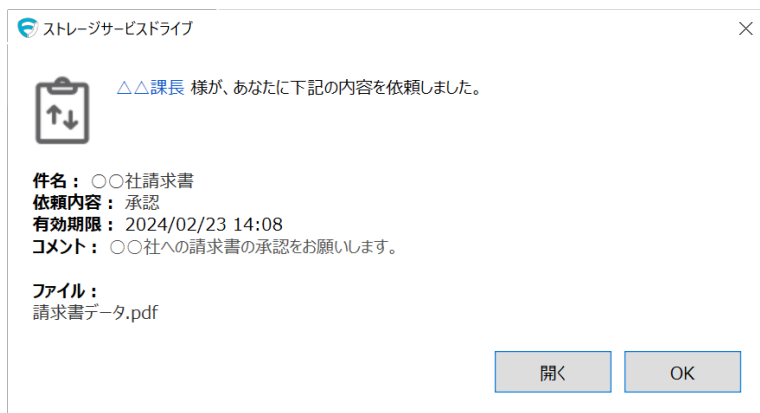 ストレージサービスドライブ
△△課長 様が、あなたに下記の内容を依頼しました。
件名： ○○社請求書
依頼内容： 承認
有効期限： 2024/02/23 14:08
コメント： ○○社への請求書の承認をお願いします。
ファイル：
請求書データ.pdf
開く
OK